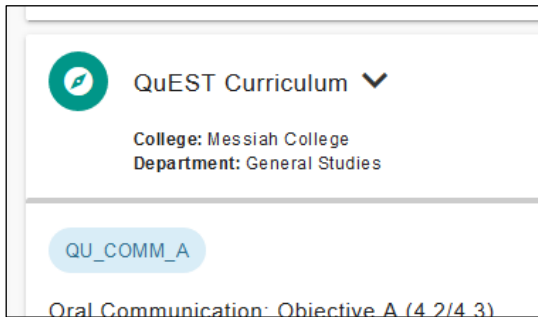 QuEST Curriculum
College: Messiah College
Department: General Studies
QU_COMM_A
Oral Communication: Objective A (4.2/4.3)